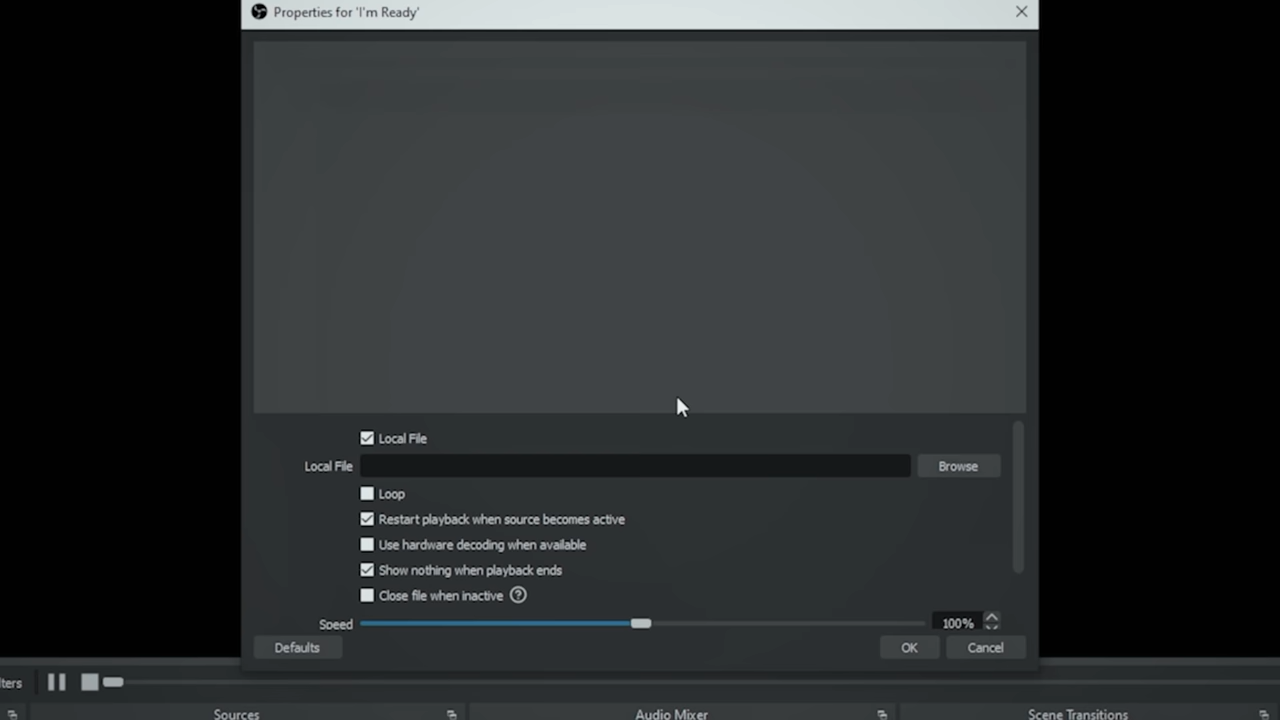 Properties for 'I'm Ready'
Local File
Local File
Browse
Loop
Restart playback when source becomes active
Use hardware decoding when available
Show nothing when playback ends
Close file when inactive ?
Speed
100%
Defaults
OK
Cancel
lters
Sources
Audio Mixer
Scene Transitions